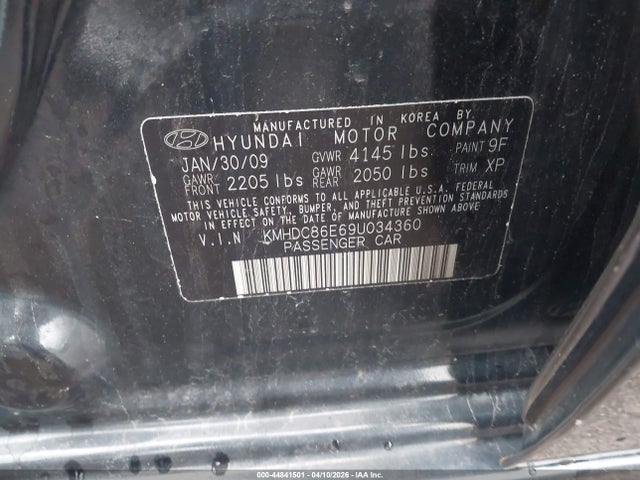 MANUFACTURED IN KOREA BY.
HYUNDAI MOTOR COMPANY
JAN/30/09 GVWR 4145 lbs PAINT 9F
GAWR FRONT 2205 lbs GAWR REAR 2050 lbs TRIM XP
THIS VEHICLE CONFORMS TO ALL APPLICABLE U.S.A. FEDERAL
MOTOR VEHICLE SAFETY, BUMPER, AND THEFT PREVENTION STANDARDS
IN EFFECT ON THE DATE OF MANUFACTURE SHOWN ABOVE.
V.I.N KMHDC86E69U034360
PASSENGER CAR
000-44841501 - 04/10/2026 -